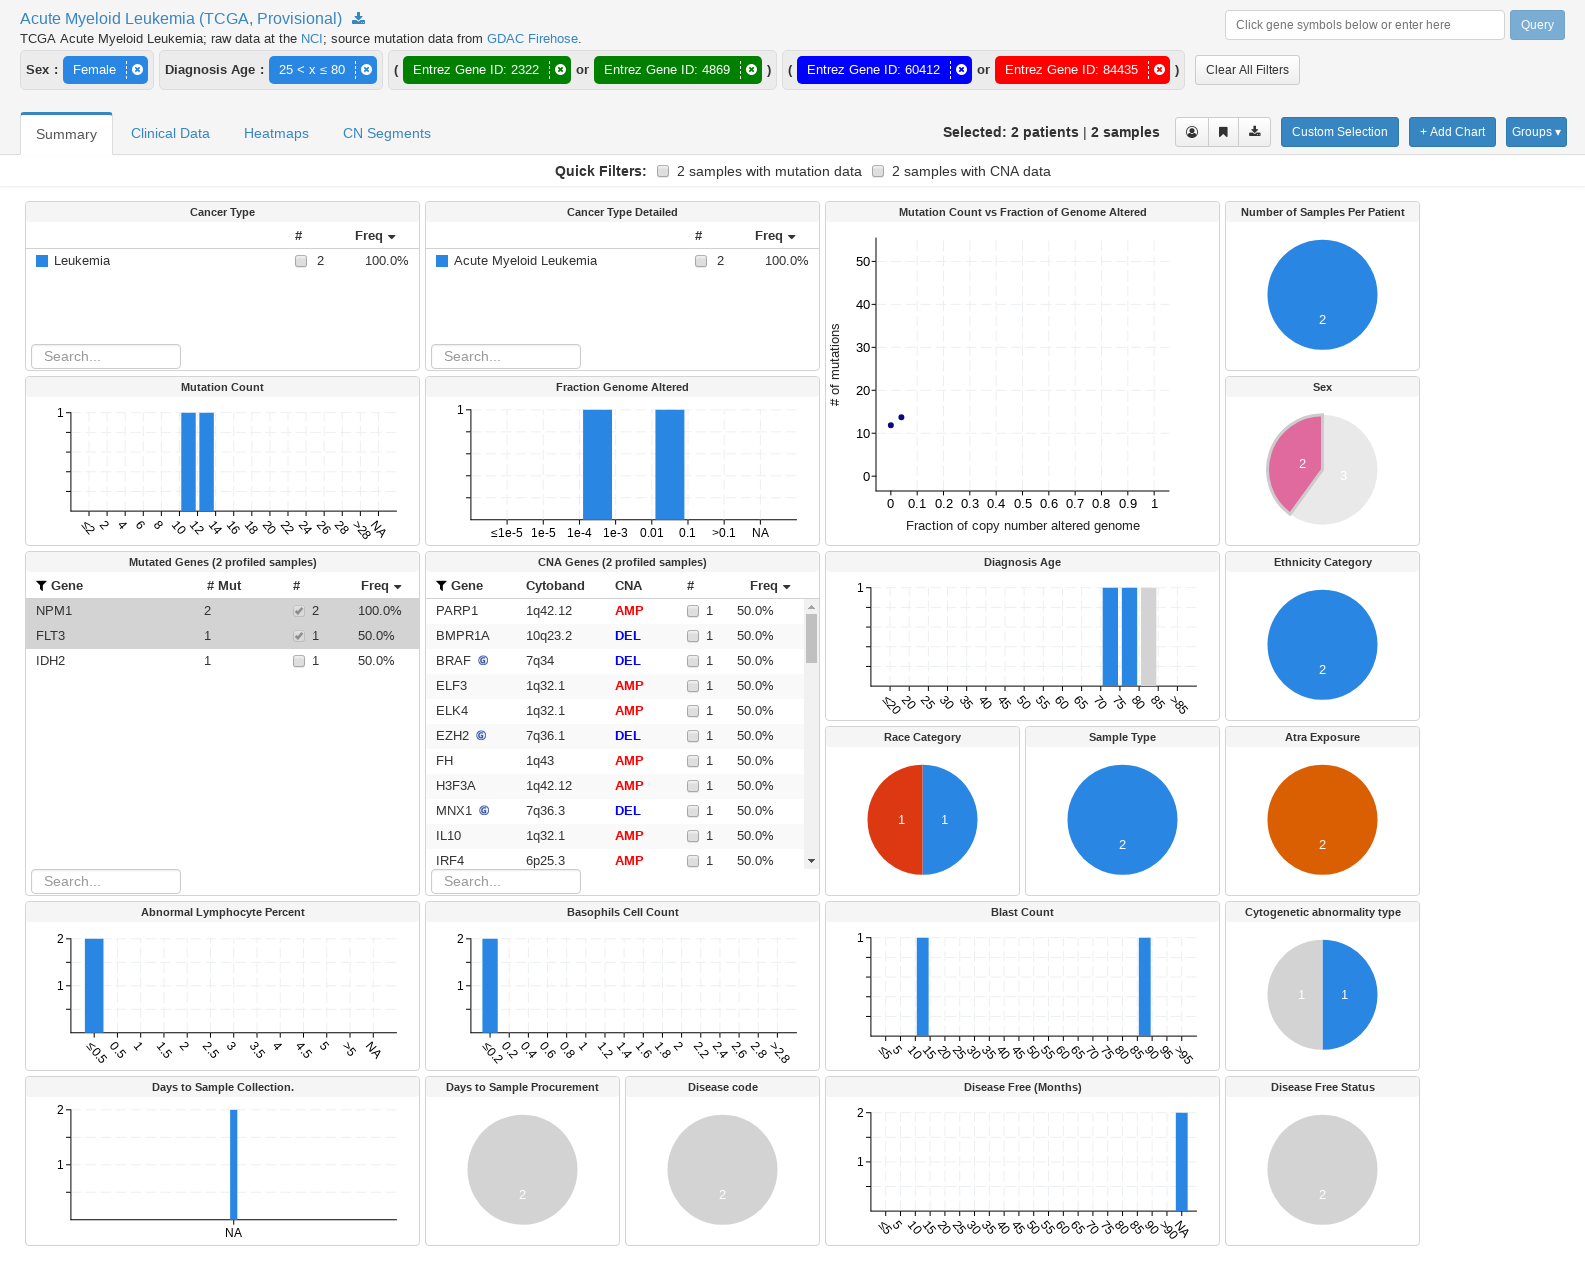 Acute Myeloid Leukemia (TCGA, Provisional)
Click gene symbols below or enter here
Query
TCGA Acute Myeloid Leukemia; raw data at the NCI; source mutation data from GDAC Firehose.
Sex : Female Diagnosis Age : 25 < x ≤ 80 ( Entrez Gene ID: 2322 or Entrez Gene ID: 4869 ) ( Entrez Gene ID: 60412 or Entrez Gene ID: 84435 ) Clear All Filters
Summary Clinical Data Heatmaps CN Segments
Selected: 2 patients | 2 samples Custom Selection + Add Chart Groups ▾
Quick Filters: 2 samples with mutation data 2 samples with CNA data
Cancer Type
# Freq
Leukemia 2 100.0%
Search...
Cancer Type Detailed
# Freq
Acute Myeloid Leukemia 2 100.0%
Search...
Mutation Count vs Fraction of Genome Altered
# of mutations
50
40
30
20
10
0
0 0.1 0.2 0.3 0.4 0.5 0.6 0.7 0.8 0.9 1
Fraction of copy number altered genome
Number of Samples Per Patient
2
Mutation Count
1
≤2 2 4 6 8 10 12 14 16 18 20 22 24 26 28 >28 NA
Fraction Genome Altered
1
≤1e-5 1e-5 1e-4 1e-3 0.01 0.1 >0.1 NA
Sex
2 3
Mutated Genes (2 profiled samples)
Gene # Mut # Freq
NPM1 2 2 100.0%
FLT3 1 1 50.0%
IDH2 1 1 50.0%
Search...
CNA Genes (2 profiled samples)
Gene Cytoband CNA # Freq
PARP1 1q42.12 AMP 1 50.0%
BMPR1A 10q23.2 DEL 1 50.0%
BRAF G 7q34 DEL 1 50.0%
ELF3 1q32.1 AMP 1 50.0%
ELK4 1q32.1 AMP 1 50.0%
EZH2 G 7q36.1 DEL 1 50.0%
FH 1q43 AMP 1 50.0%
H3F3A 1q42.12 AMP 1 50.0%
MNX1 G 7q36.3 DEL 1 50.0%
IL10 1q32.1 AMP 1 50.0%
IRF4 6p25.3 AMP 1 50.0%
Search...
Diagnosis Age
1
≤20 20 25 30 35 40 45 50 55 60 65 70 75 80 85 >85
Ethnicity Category
2
Race Category
1 1
Sample Type
2
Atra Exposure
2
Abnormal Lymphocyte Percent
2
1
≤0.5 0.5 1 1.5 2 2.5 3 3.5 4 4.5 5 >5 NA
Basophils Cell Count
2
1
≤0.2 0.2 0.4 0.6 0.8 1 1.2 1.4 1.6 1.8 2 2.2 2.4 2.6 2.8 >2.8
Blast Count
1
≤5 5 10 15 20 25 30 35 40 45 50 55 60 65 70 75 80 85 90 95 >95
Cytogenetic abnormality type
1 1
Days to Sample Collection.
2
1
NA
Days to Sample Procurement
2
Disease code
2
Disease Free (Months)
2
1
≤5 5 10 15 20 25 30 35 40 45 50 55 60 65 70 75 80 85 90 >90 NA
Disease Free Status
2